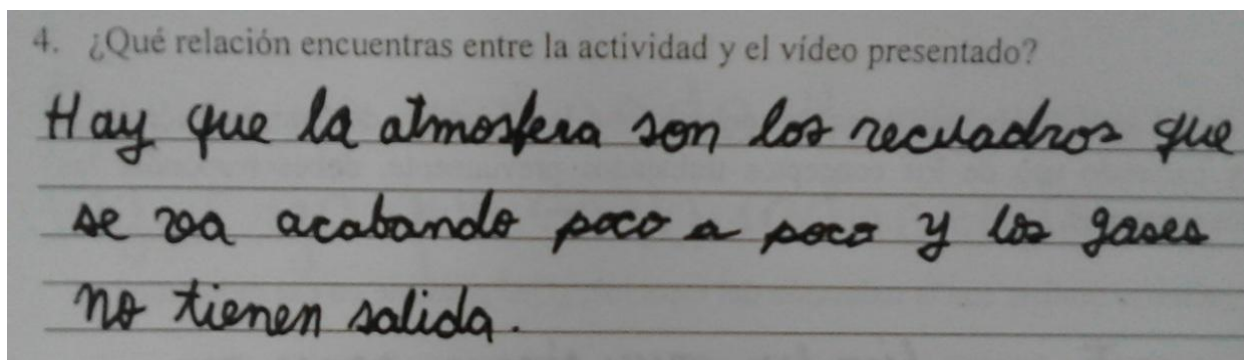 4. ¿Qué relación encuentras entre la actividad y el vídeo presentado?
Hay que la atmosfera son los recuadros que
se va acabando poco a poco y los gases
no tienen salida.